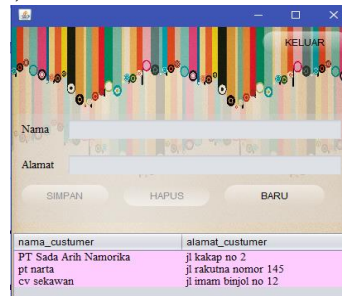 KELUAR
Nama
Alamat
SIMPAN HAPUS BARU
nama_custumer alamat_custumer
PT Sada Arih Namorika jl kakap no 2
pt narta jl rakutna nomor 145
cv sekawan jl imam binjol no 12